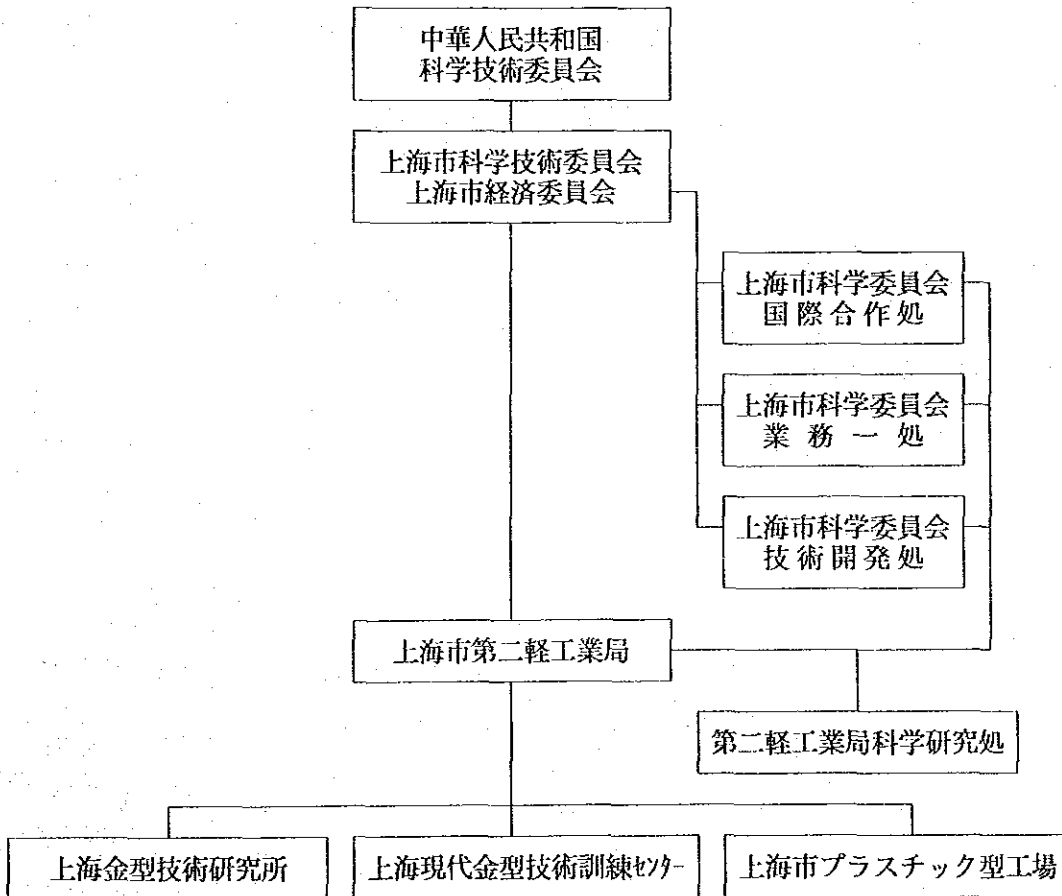 中華人民共和国
科学技術委員会
上海市科学技術委員会
上海市経済委員会
上海市科学委員会
国際合作処
上海市科学委員会
業務一処
上海市科学委員会
技術開発処
上海市第二軽工業局
第二軽工業局科学研究処
上海金型技術研究所
上海現代金型技術訓練ｾﾝﾀｰ
上海市プラスチック型工場